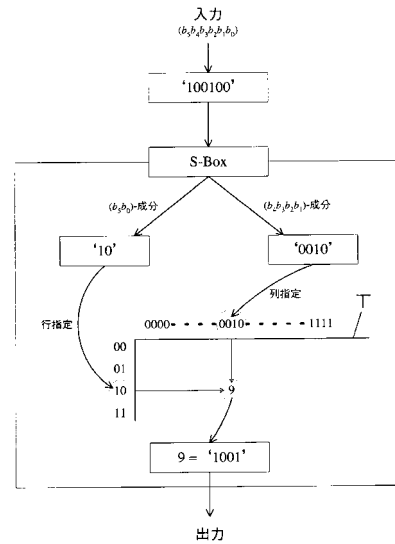 入力
(b₅b₄b₃b₂b₁b₀)
‘100100’
S-Box
(b₅b₀)-成分
(b₂b₃b₂b₁)-成分
‘10’
‘0010’
行指定
列指定
T
0000 - - - - 0010 - - - - - 1111
00
01
10
9
11
9 = ‘1001’
出力